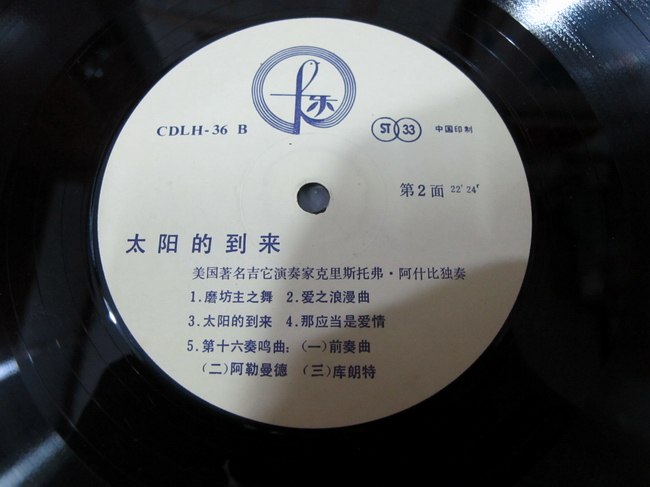 乐
CDLH-36 B
ST 33 中国印制
第2面 22′ 24″
太阳的到来
美国著名吉它演奏家克里斯托弗·阿什比独奏
1.磨坊主之舞 2.爱之浪漫曲
3.太阳的到来 4.那应当是爱情
5.第十六奏鸣曲:(一)前奏曲
(二)阿勒曼德 (三)库朗特